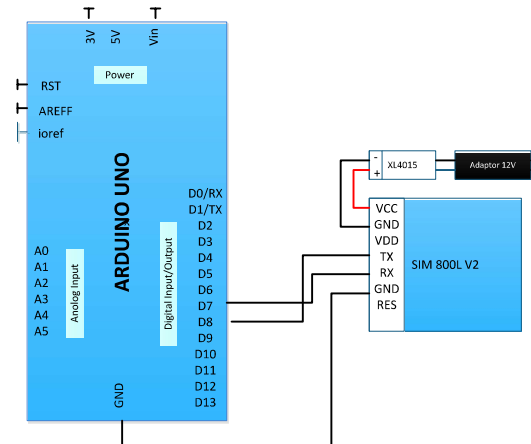 3V
5V
Vin
Power
RST
AREFF
ioref
ARDUINO UNO
D0/RX
D1/TX
D2
D3
D4
D5
D6
D7
D8
D9
D10
D11
D12
D13
Digital Input/Output
A0
A1
A2
A3
A4
A5
Analog Input
GND
-
+
XL4015
Adaptor 12V
VCC
GND
VDD
TX
RX
GND
RES
SIM 800L V2